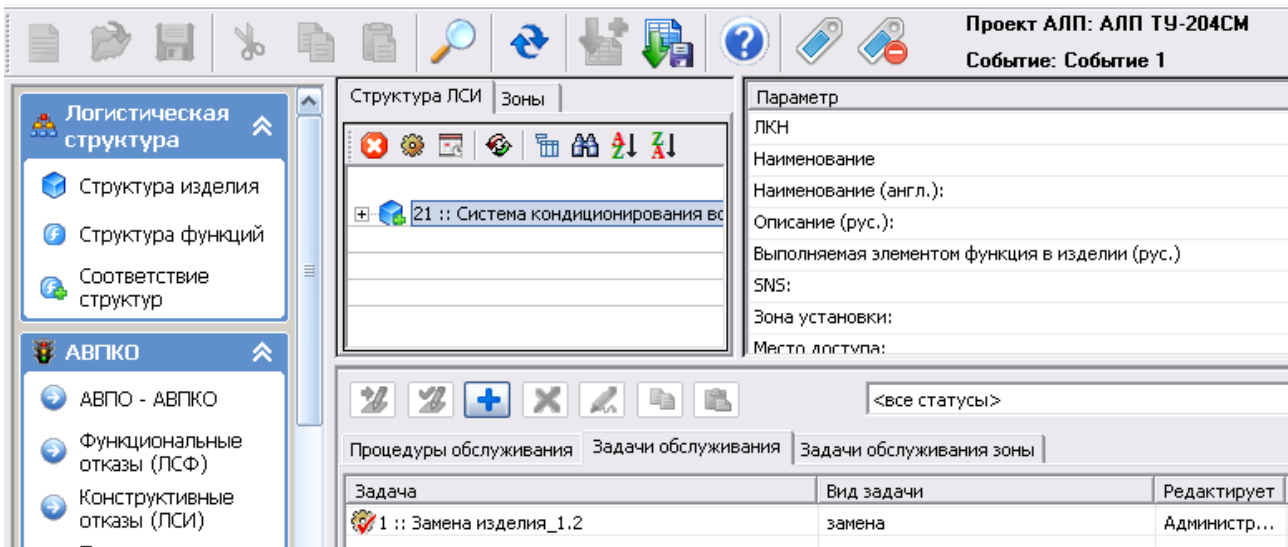 Проект АЛП: АЛП ТУ-204СМ
Событие: Событие 1
Логистическая
структура
Структура изделия
Структура функций
Соответствие
структур
АВПКО
АВПО - АВПКО
Функциональные
отказы (ЛСФ)
Конструктивные
отказы (ЛСИ)
Структура ЛСИ
Зоны
21 :: Система кондиционирования
Параметр
ЛКН
Наименование
Наименование (англ.):
Описание (рус.):
Выполняемая элементом функция в изделии (рус.)
SNS:
Зона установки:
Место доступа:
<все статусы>
Процедуры обслуживания
Задачи обслуживания
Задачи обслуживания зоны
Задача
Вид задачи
Редактирует
1 :: Замена изделия_1.2
замена
Администр...